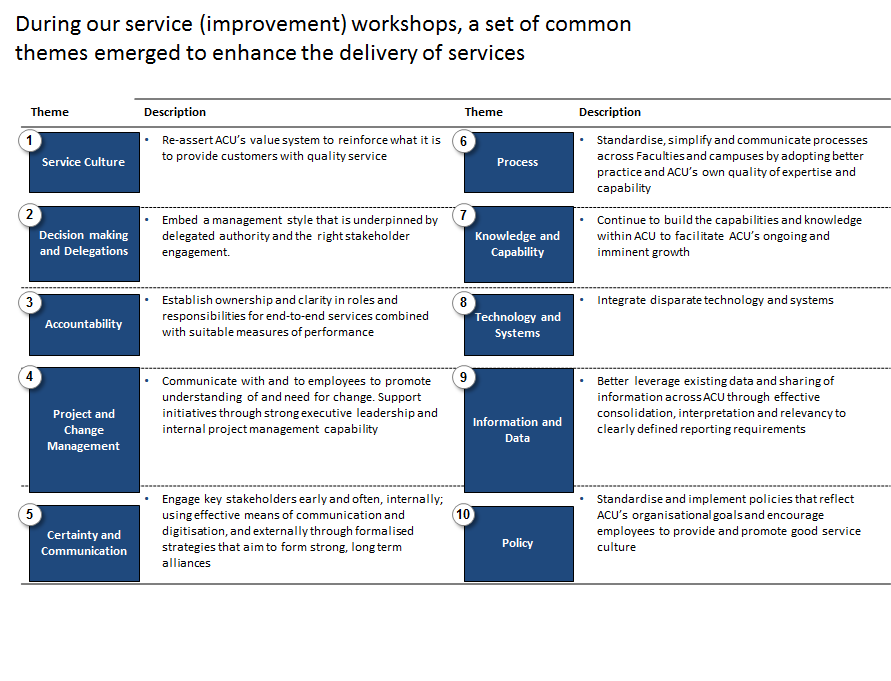 During our service (improvement) workshops, a set of common
themes emerged to enhance the delivery of services
Theme
Description
1
Service Culture
• Re-assert ACU's value system to reinforce what it is
to provide customers with quality service
2
Decision making
and Delegations
• Embed a management style that is underpinned by
delegated authority and the right stakeholder
engagement.
3
Accountability
• Establish ownership and clarity in roles and
responsibilities for end-to-end services combined
with suitable measures of performance
4
Project and
Change
Management
• Communicate with and to employees to promote
understanding of and need for change. Support
initiatives through strong executive leadership and
internal project management capability
5
Certainty and
Communication
Engage key stakeholders early and often, internally;
using effective means of communication and
digitisation, and externally through formalised
strategies that aim to form strong, long term
alliances
Theme
Description
6
Process
• Standardise, simplify and communicate processes
across Faculties and campuses by adopting better
practice and ACU's own quality of expertise and
capability
7
Knowledge and
Capability
• Continue to build the capabilities and knowledge
within ACU to facilitate ACU's ongoing and
imminent growth
8
Technology and
Systems
• Integrate disparate technology and systems
9
Information and
Data
• Better leverage existing data and sharing of
information across ACU through effective
consolidation, interpretation and relevancy to
clearly defined reporting requirements
10
Policy
• Standardise and implement policies that reflect
ACU's organisational goals and encourage
employees to provide and promote good service
culture